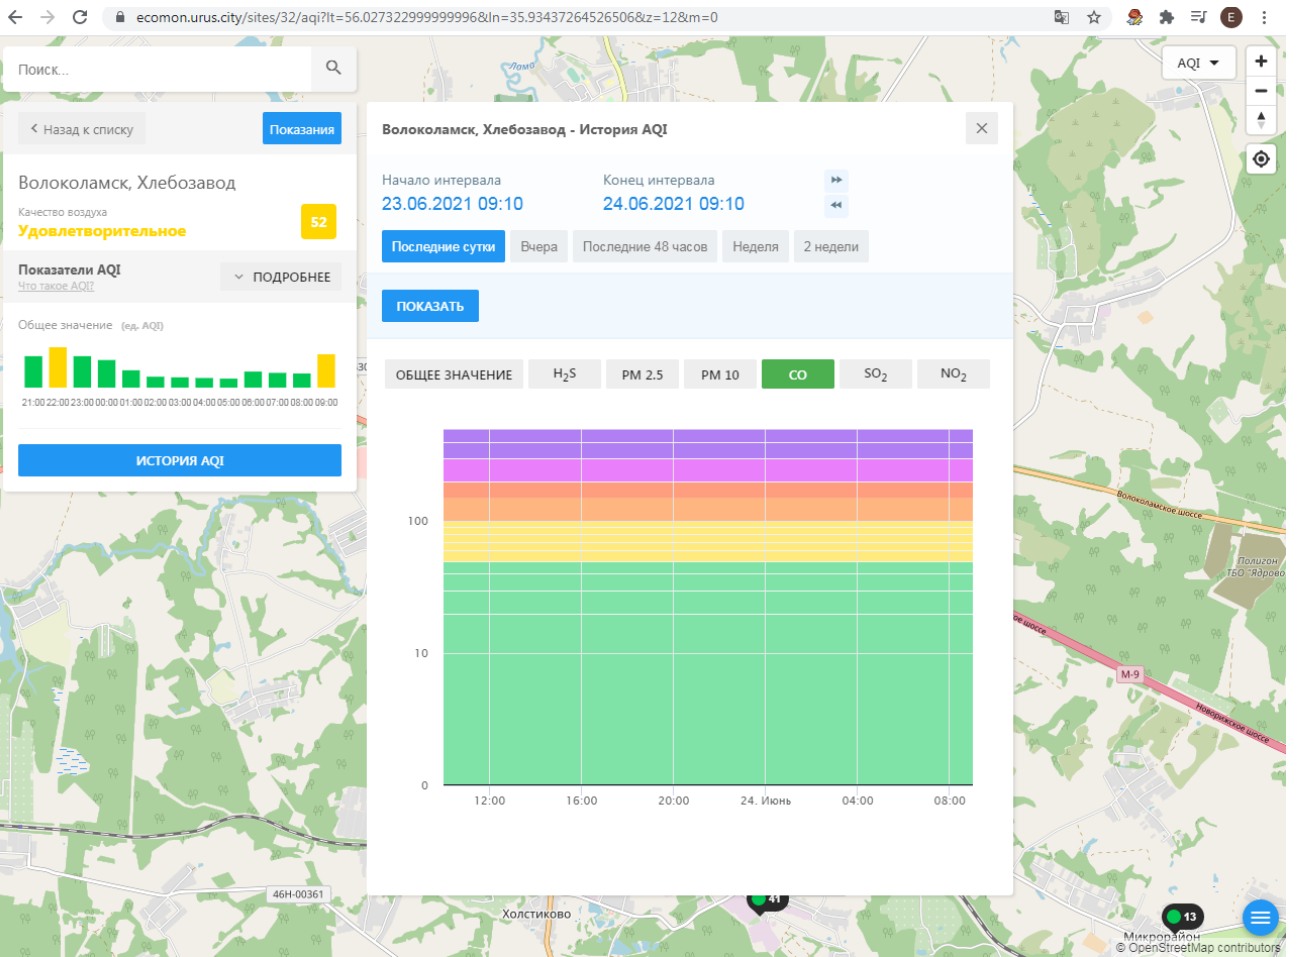 ecomon.urus.city/sites/32/aqi?lt=56.027322999999996&ln=35.93437264526506&z=12&m=0
E
Поиск...
AQI
Назад к списку
Показания
Волоколамск, Хлебозавод
Качество воздуха
Удовлетворительное
52
Показатели AQI
Что такое AQI?
ПОДРОБНЕЕ
Общее значение (ед. AQI)
21:00 22:00 23:00 00:00 01:00 02:00 03:00 04:00 05:00 06:00 07:00 08:00 09:00
ИСТОРИЯ AQI
Волоколамск, Хлебозавод - История AQI
Начало интервала
Конец интервала
23.06.2021 09:10
24.06.2021 09:10
Последние сутки
Вчера
Последние 48 часов
Неделя
2 недели
ПОКАЗАТЬ
ОБЩЕЕ ЗНАЧЕНИЕ
H2S
PM 2.5
PM 10
CO
SO2
NO2
100
10
0
12:00
16:00
20:00
24. Июнь
04:00
08:00
Лама
Волоколамское шоссе
Полигон
ТБО "Ядрово
М-9
Новорижское шоссе
46Н-00361
Холстиково
41
13
Микрорайон
© OpenStreetMap contributors